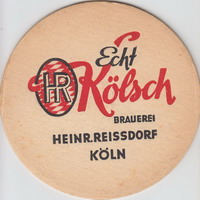 Echt
HR Kölsch
BRAUEREI
HEINR. REISSDORF
KÖLN